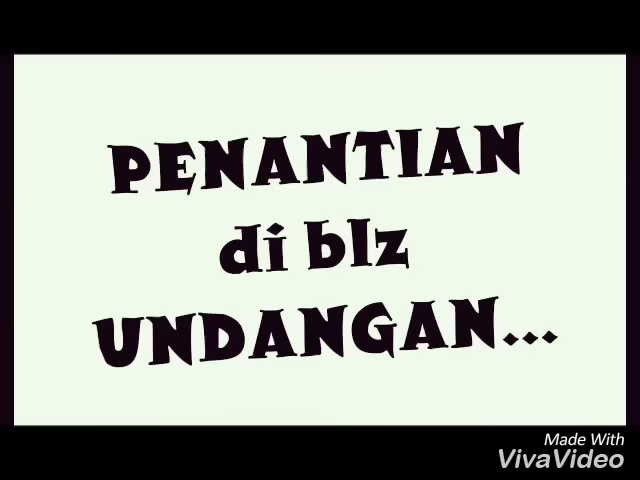 PENANTIAN
di blz
UNDANGAN...
Made With
VivaVideo